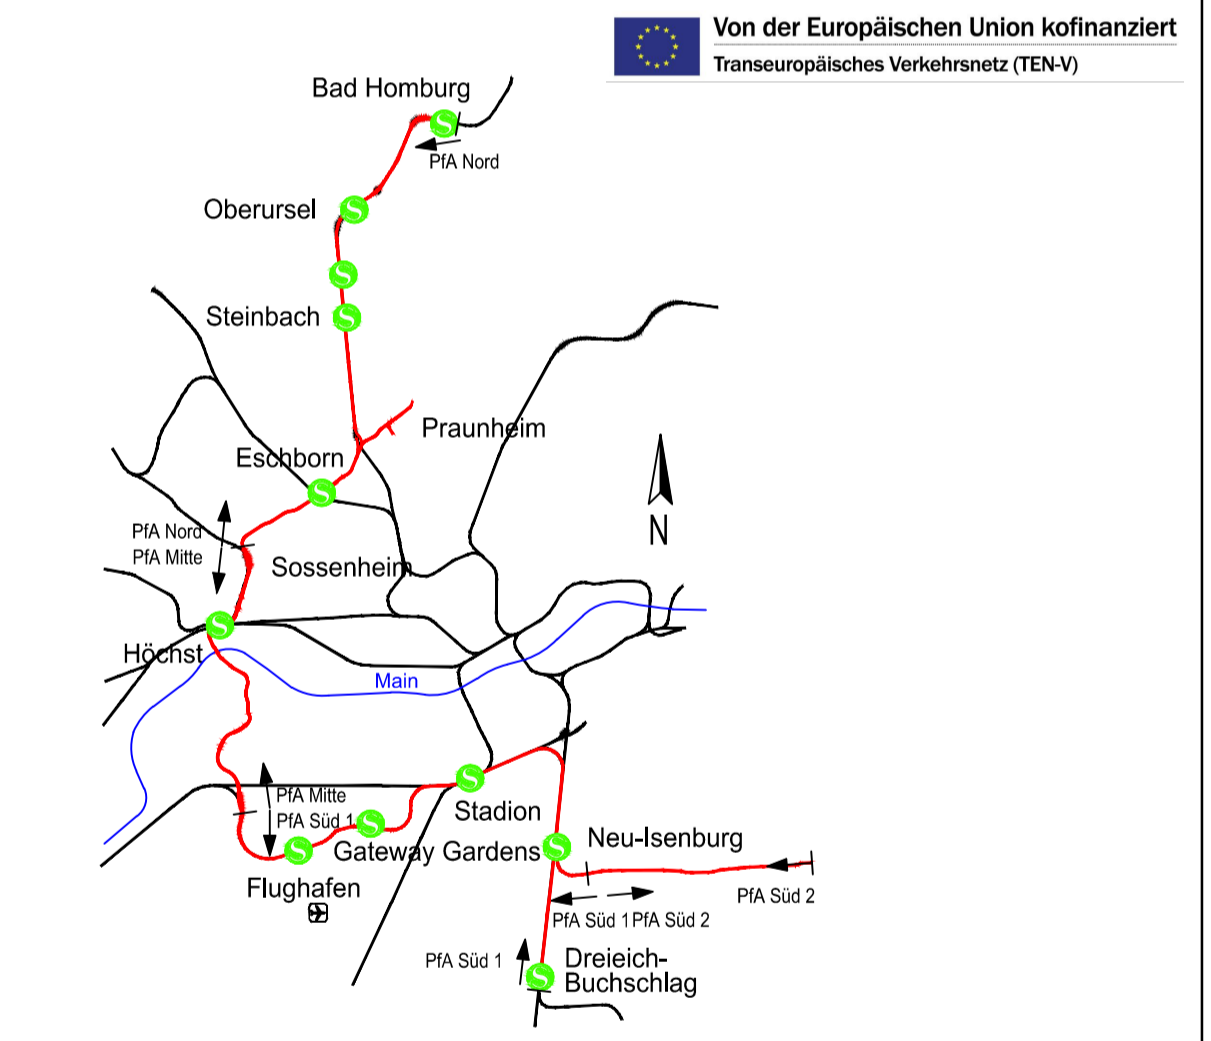 Von der Europäischen Union kofinanziert
Transeuropäisches Verkehrsnetz (TEN-V)
Bad Homburg
PfA Nord
Oberursel
Steinbach
Praunheim
Eschborn
PfA Nord
PfA Mitte
N
Sossenheim
Höchst
Main
PfA Mitte
PfA Süd 1
Stadion
Neu-Isenburg
Gateway Gardens
Flughafen
PfA Süd 2
PfA Süd 1 PfA Süd 2
PfA Süd 1
Dreieich-
Buchschlag
S
S
S
S
S
S
S
S
S
S
S